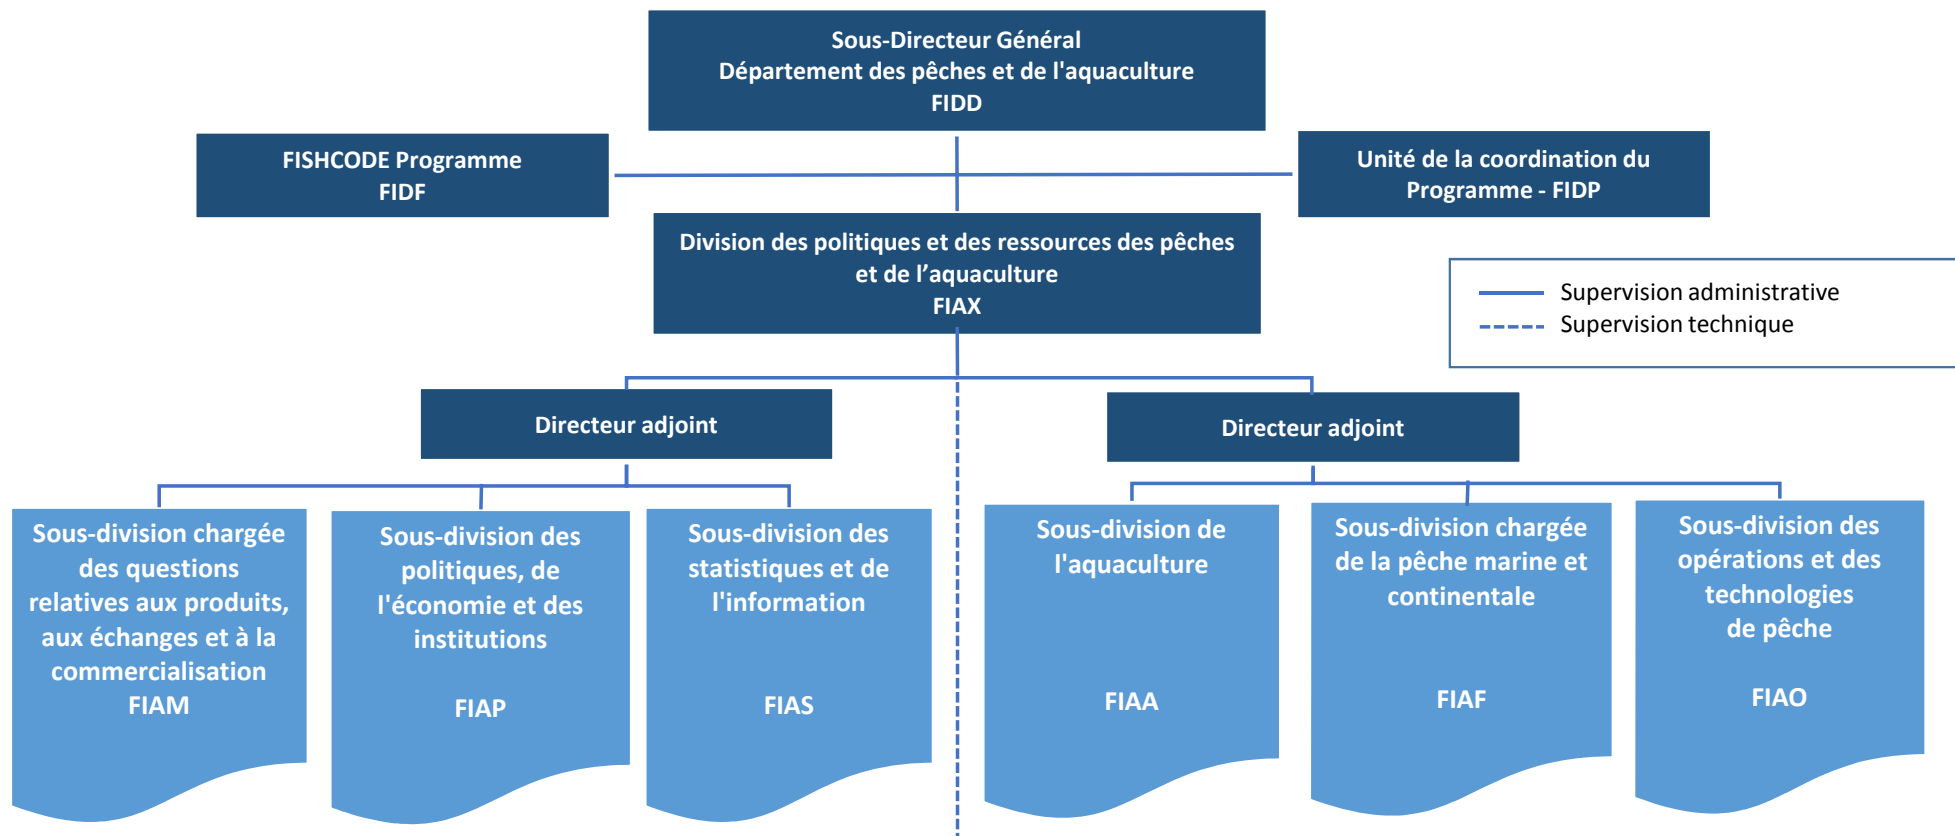 Sous-Directeur Général
Département des pêches et de l'aquaculture
FIDD
FISHCODE Programme
FIDF
Unité de la coordination du
Programme - FIDP
Division des politiques et des ressources des pêches
et de l’aquaculture
FIAX
Supervision administrative
Supervision technique
Directeur adjoint
Directeur adjoint
Sous-division chargée
des questions
relatives aux produits,
aux échanges et à la
commercialisation
FIAM
Sous-division des
politiques, de
l'économie et des
institutions
FIAP
Sous-division des
statistiques et de
l'information
FIAS
Sous-division de
l'aquaculture
FIAA
Sous-division chargée
de la pêche marine et
continentale
FIAF
Sous-division des
opérations et des
technologies
de pêche
FIAO